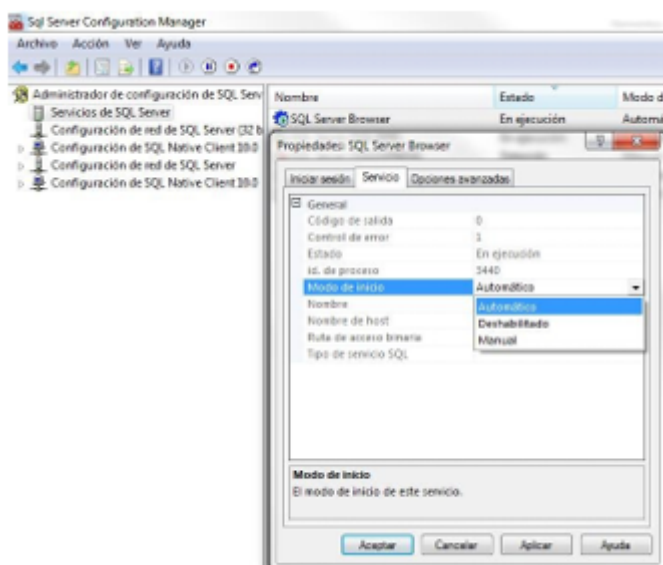 Sql Server Configuration Manager
Archivo Acción Ver Ayuda
Administrador de configuración de SQL Serv
Servicios de SQL Server
Configuración de red de SQL Server (32 b
Configuración de SQL Native Client 10.0
Configuración de red de SQL Server
Configuración de SQL Native Client 10.0
Nombre Estado Modo d
SQL Server Browser En ejecución Automá
Propiedades: SQL Server Browser
Iniciar sesión Servicio Opciones avanzadas
General
Código de salida 0
Control de error 1
Estado En ejecución
Id. de proceso 3440
Modo de inicio Automático
Nombre Automático
Nombre de host Deshabilitado
Ruta de acceso binaria Manual
Tipo de servicio SQL
Modo de inicio
El modo de inicio de este servicio.
Aceptar Cancelar Aplicar Ayuda